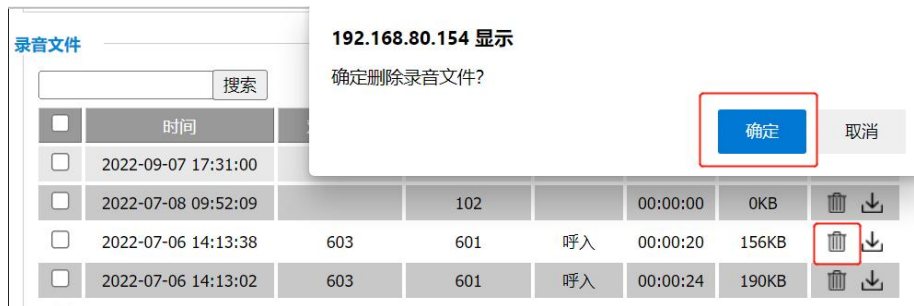 192.168.80.154 显示
录音文件
确定删除录音文件?
搜索
确定 取消
时间
2022-09-07 17:31:00
2022-07-08 09:52:09 102 00:00:00 0KB
2022-07-06 14:13:38 603 601 呼入 00:00:20 156KB
2022-07-06 14:13:02 603 601 呼入 00:00:24 190KB